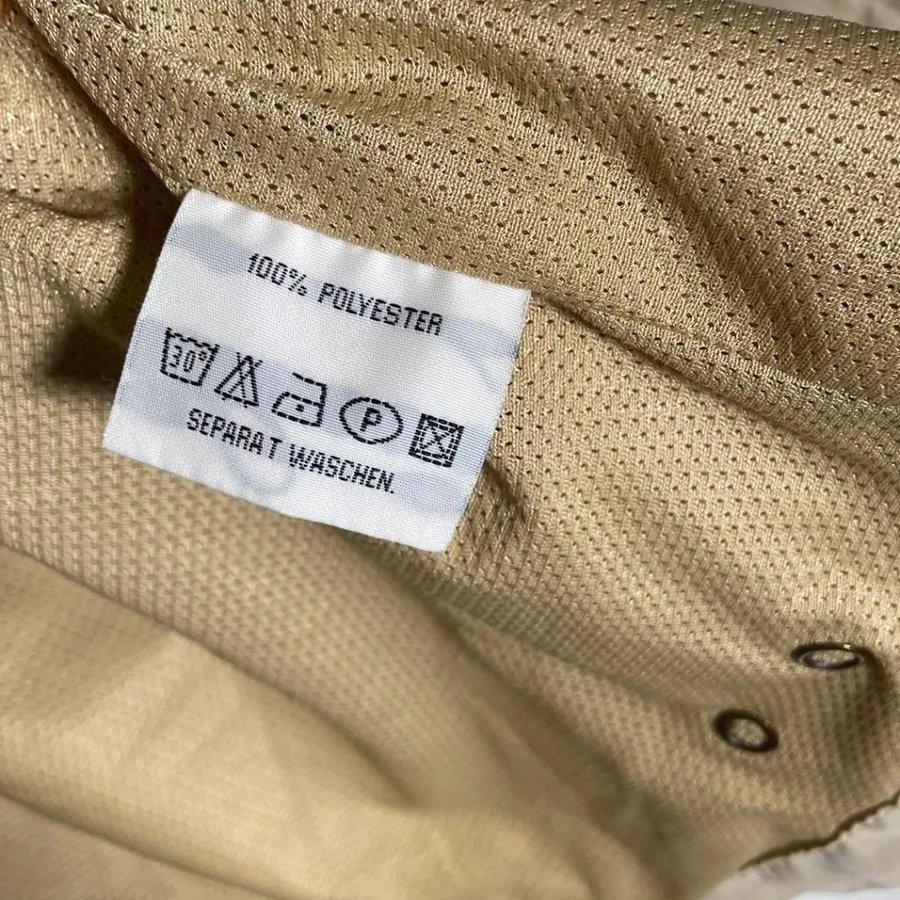 100% POLYESTER
30° P
SEPARAT WASCHEN.